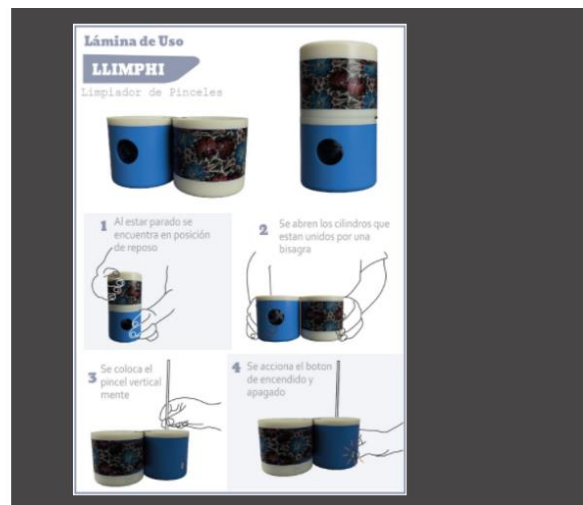 Lámina de Uso
LLIMPHI
Limpiador de Pinceles
1 Al estar parado se
encuentra en posición
de reposo
2 Se abren los cilindros que
estan unidos por una
bisagra
3 Se coloca el
pincel vertical
mente
4 Se acciona el boton
de encendido y
apagado